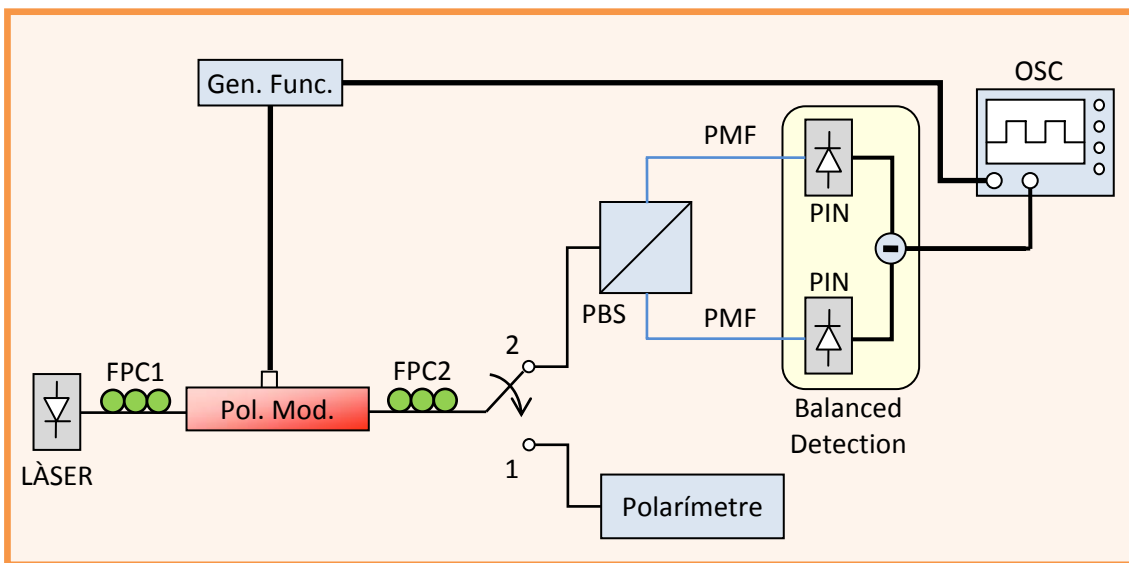 Gen. Func.
OSC
PMF
PIN
PBS
PIN
PMF
2
FPC1
FPC2
Pol. Mod.
LÀSER
1
Balanced
Detection
Polarímetre